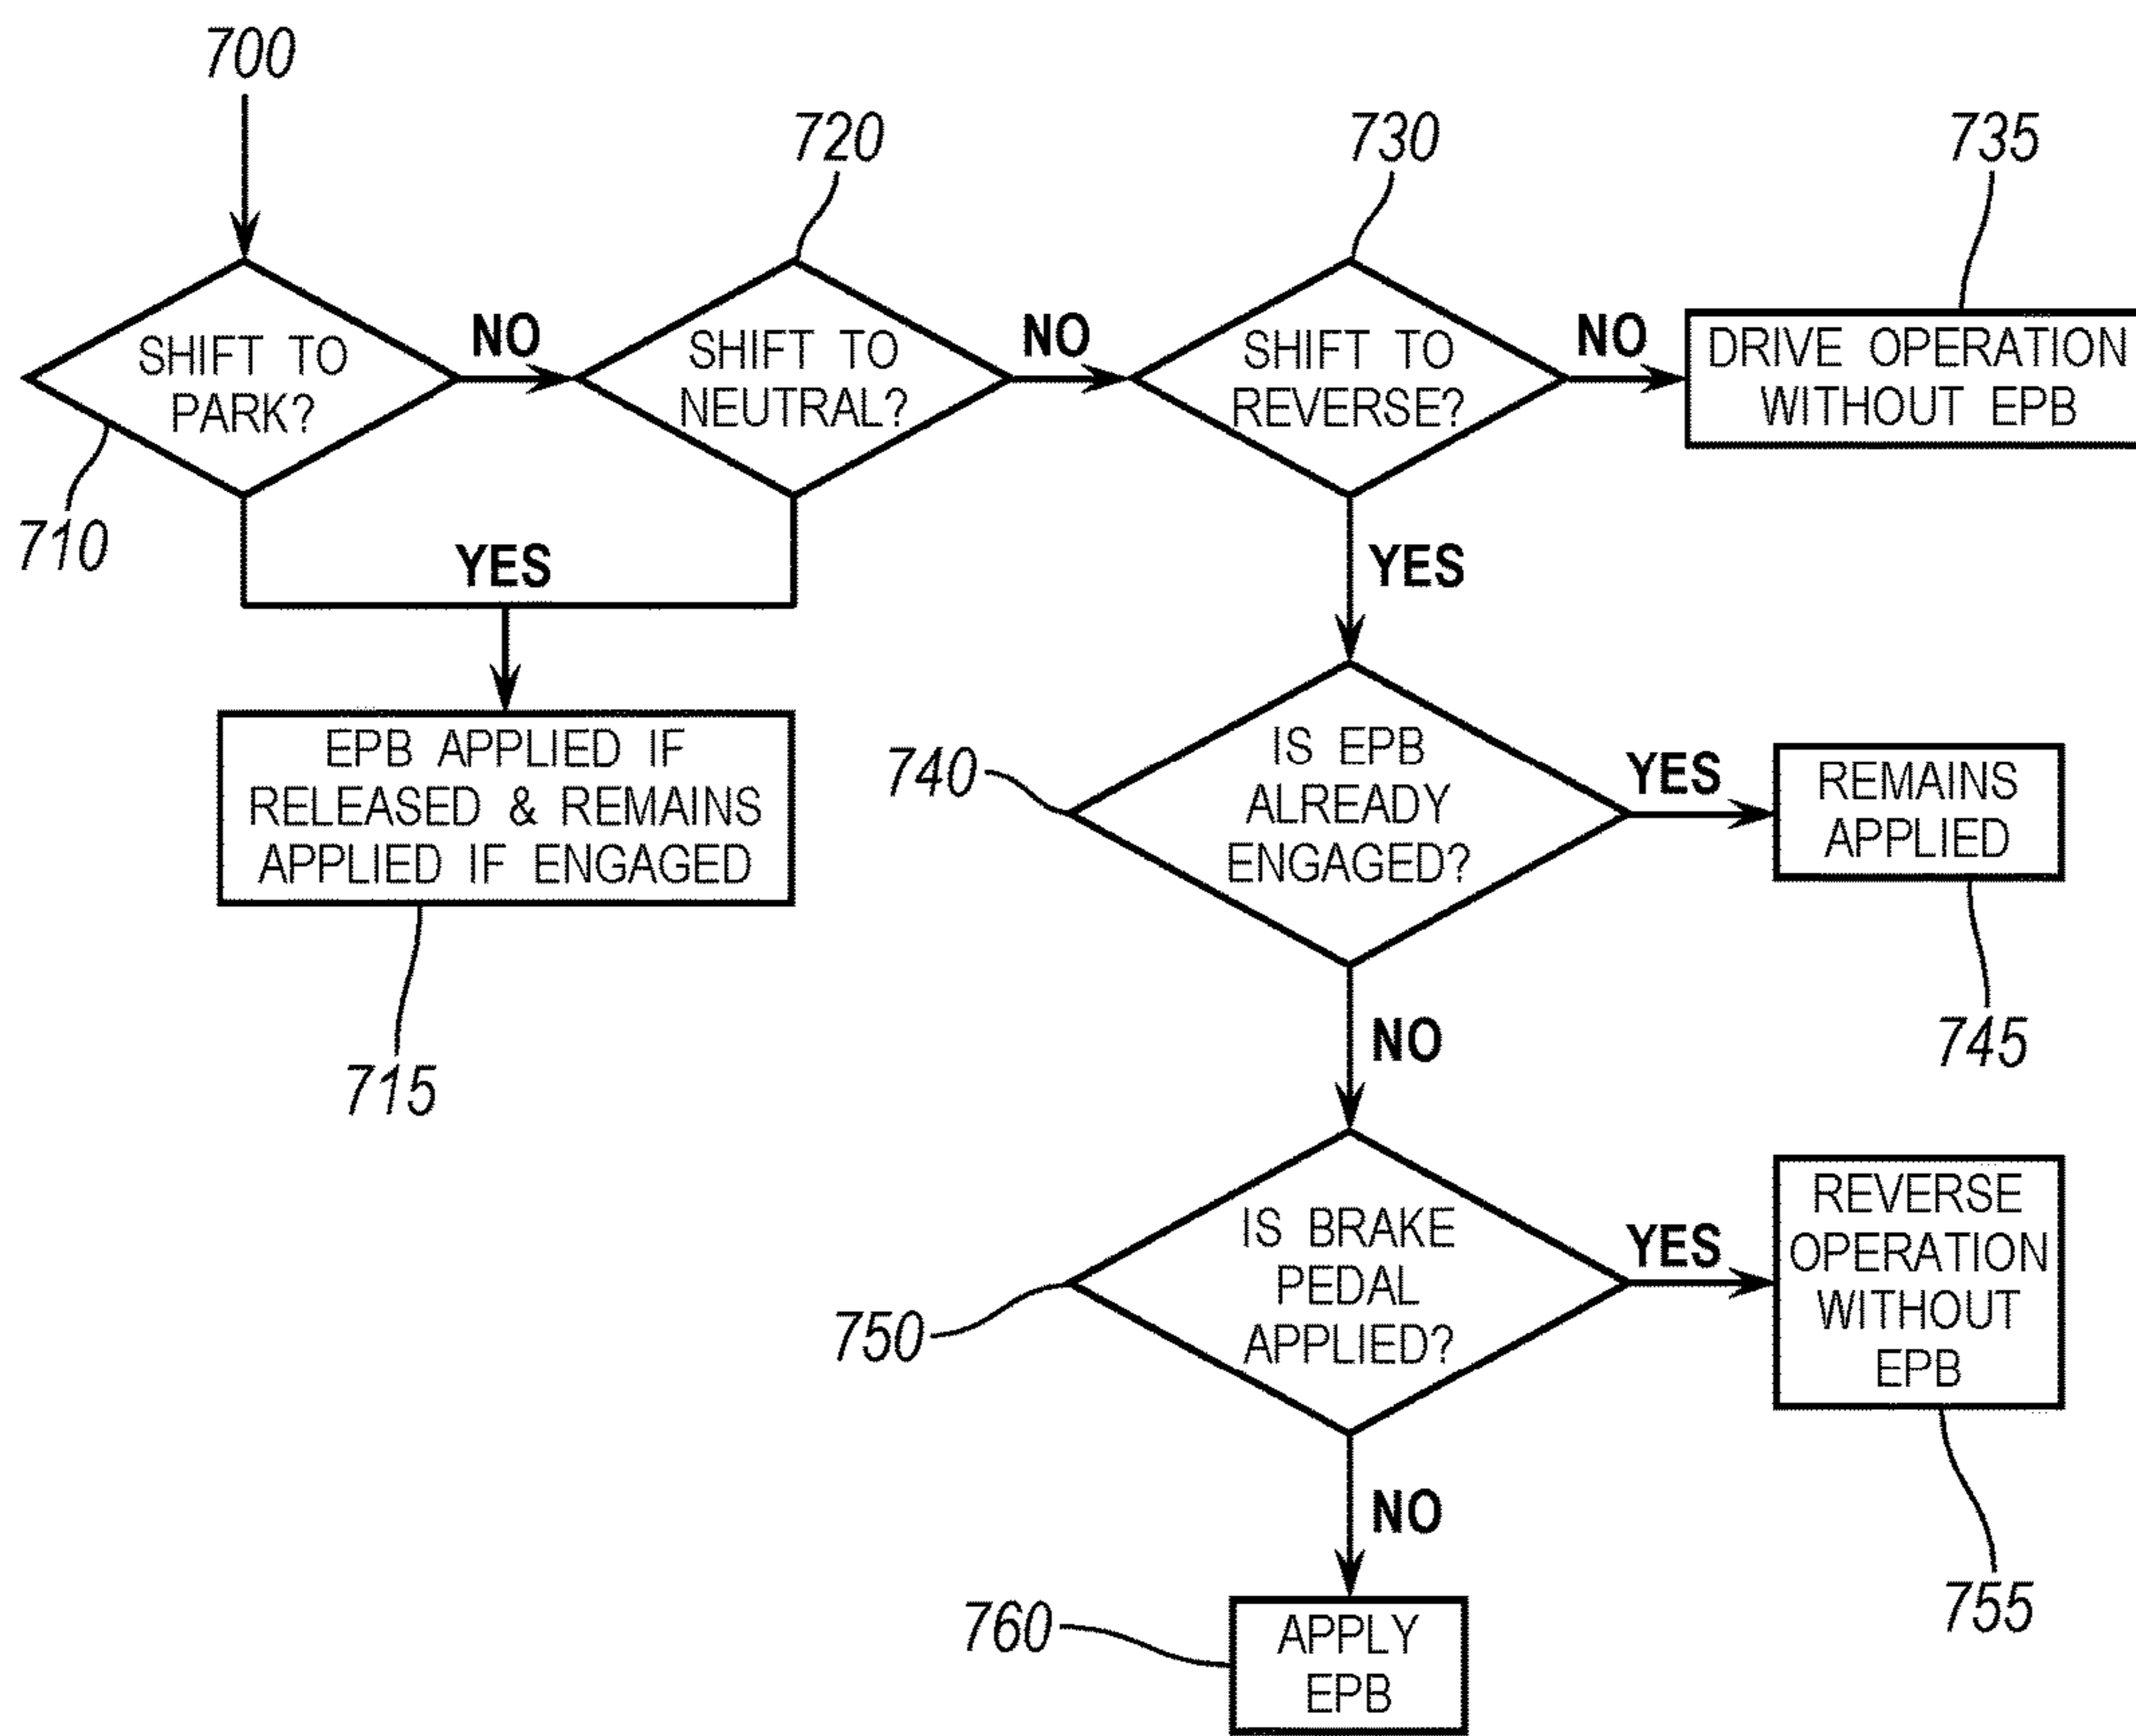 700
720
730
735
SHIFT TO
PARK?
NO
SHIFT TO
NEUTRAL?
NO
SHIFT TO
REVERSE?
NO
DRIVE OPERATION
WITHOUT EPB
710
YES
YES
EPB APPLIED IF
RELEASED & REMAINS
APPLIED IF ENGAGED
715
740
IS EPB
ALREADY
ENGAGED?
YES
REMAINS
APPLIED
745
NO
750
IS BRAKE
PEDAL
APPLIED?
YES
REVERSE
OPERATION
WITHOUT
EPB
755
NO
760
APPLY
EPB